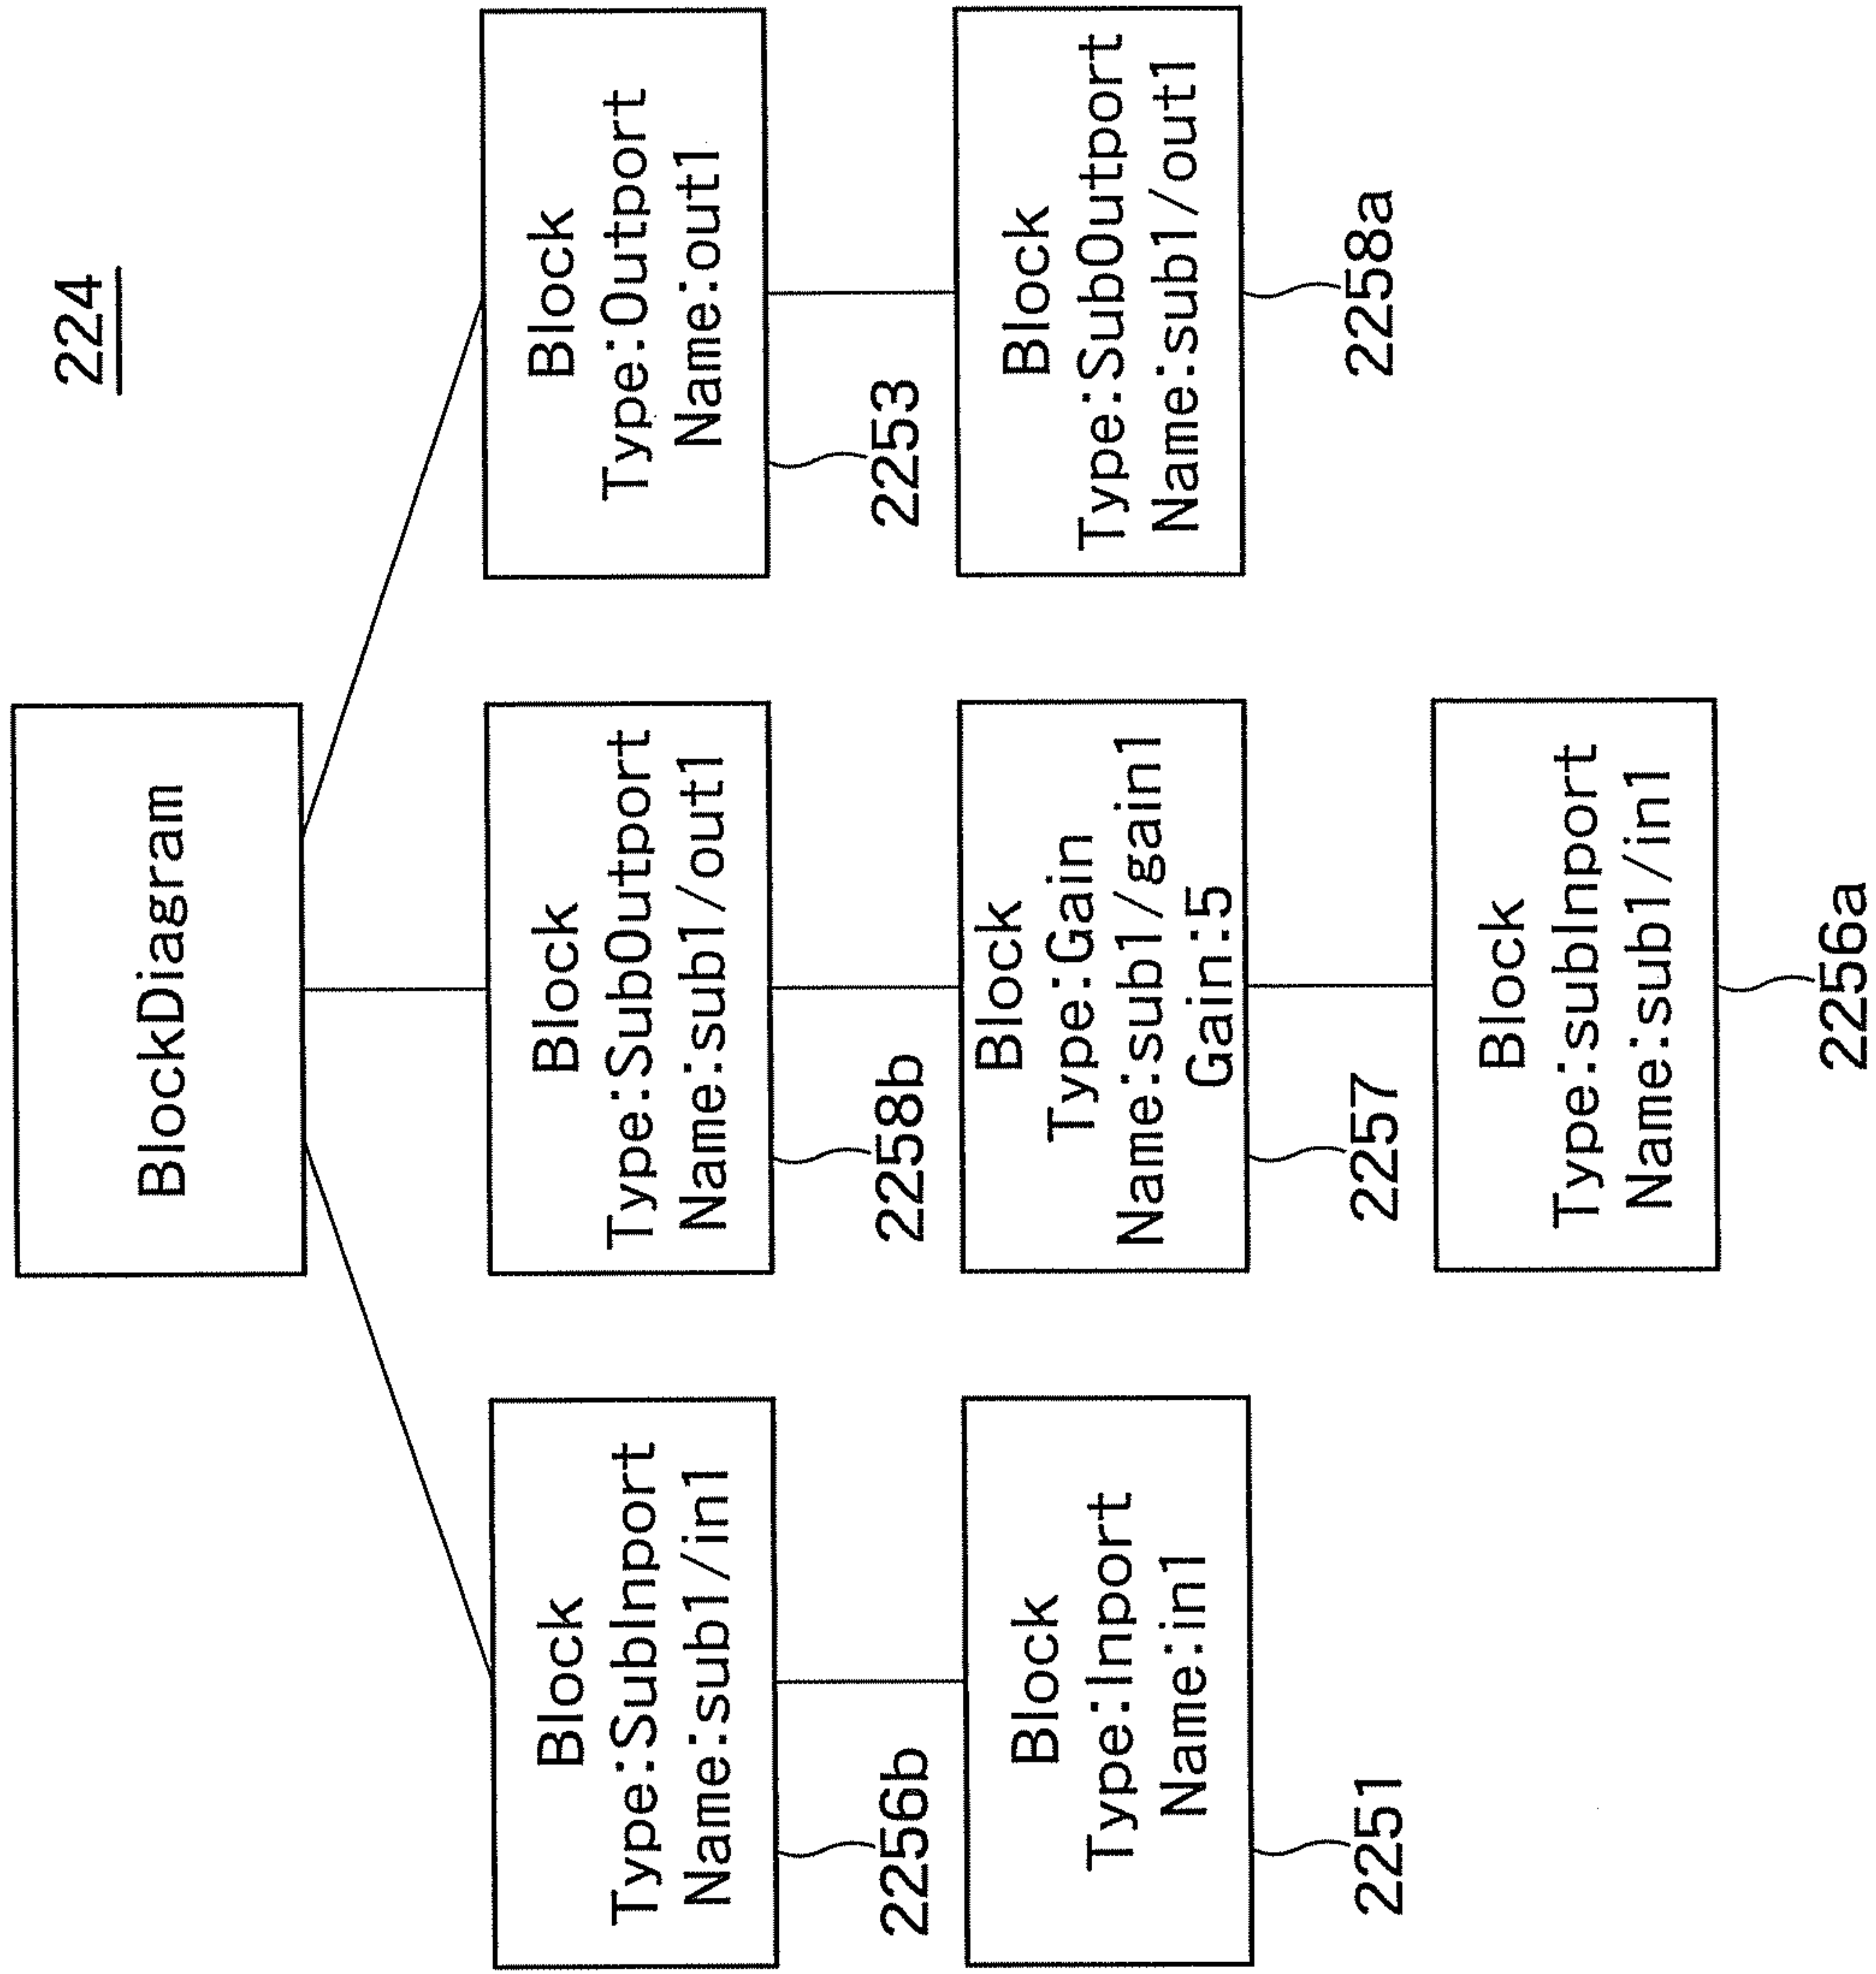 224
BlockDiagram
Block
Type:SubInport
Name:sub1/in1
2256b
Block
Type:SubOutport
Name:sub1/out1
2258b
Block
Type:Outport
Name:out1
2253
Block
Type:Inport
Name:in1
2251
Block
Type:Gain
Name:sub1/gain1
Gain:5
2257
Block
Type:SubOutport
Name:sub1/out1
2258a
Block
Type:subInport
Name:sub1/in1
2256a